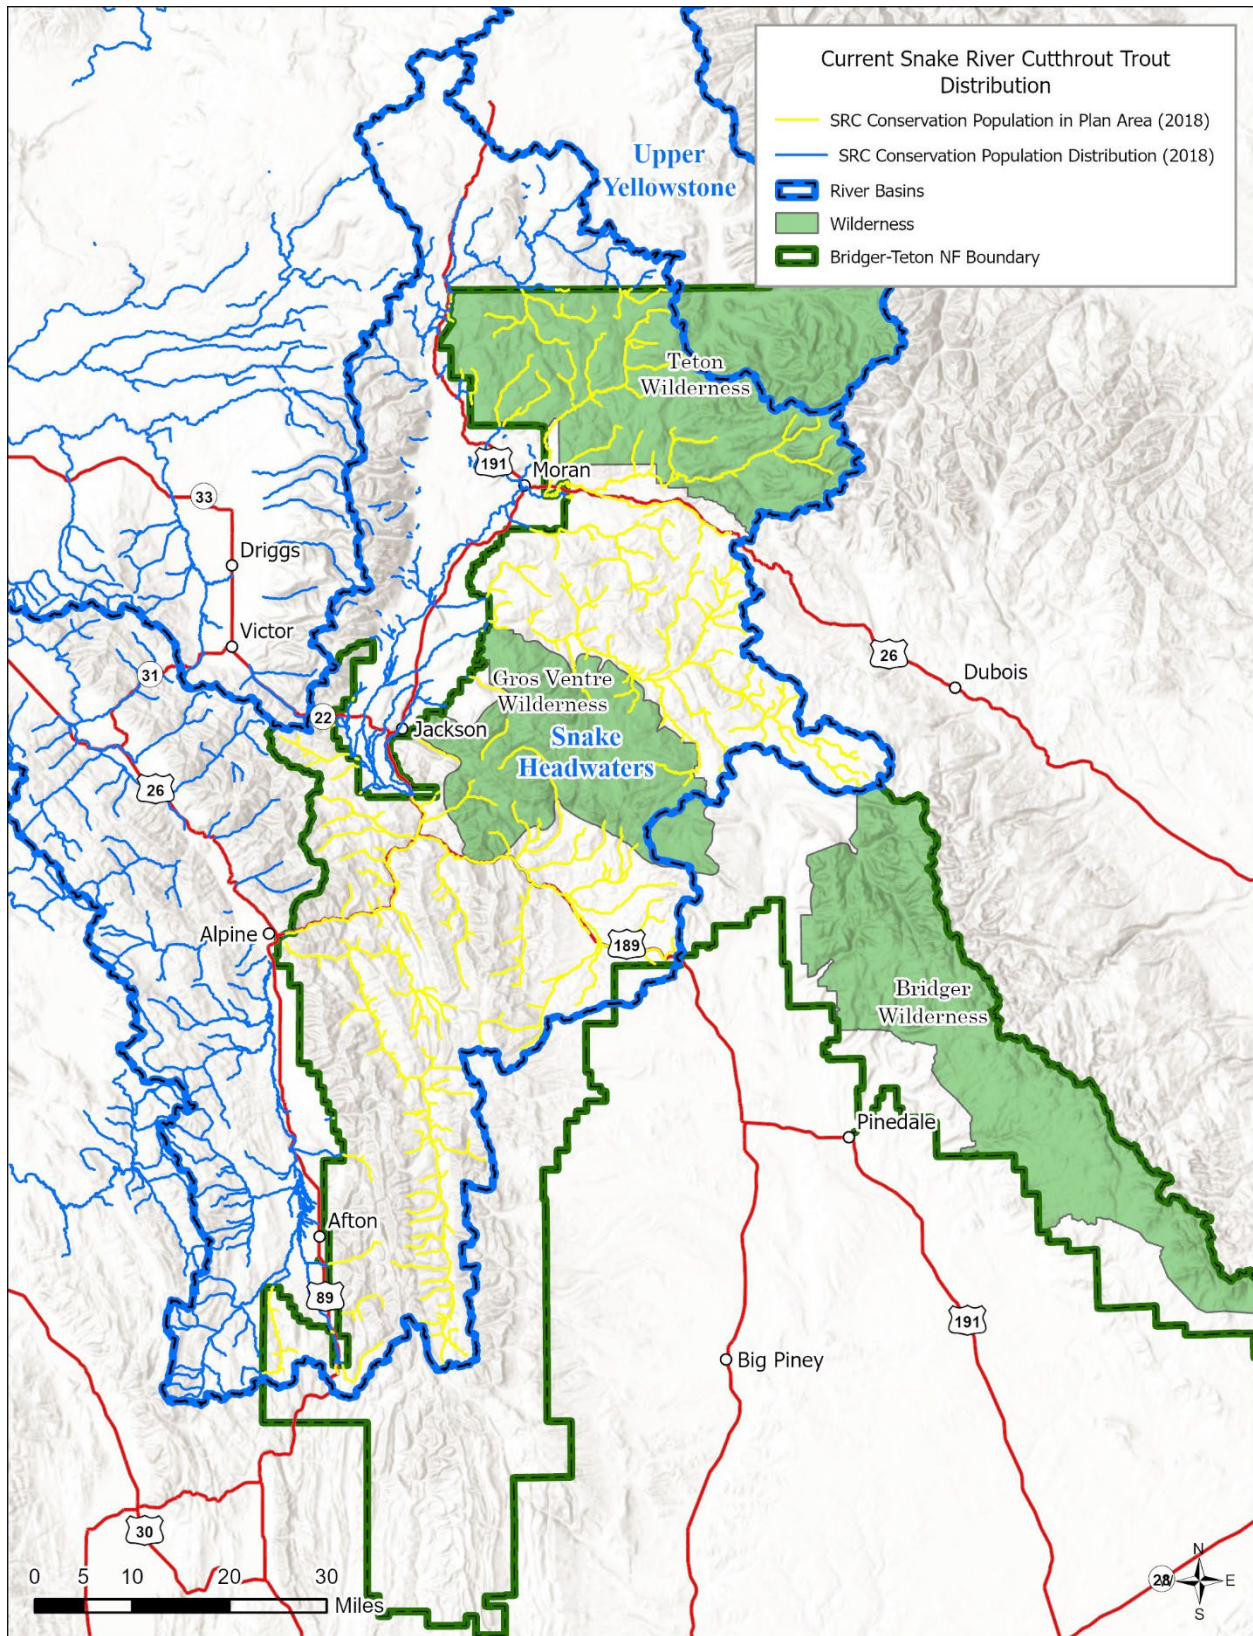 Current Snake River Cutthrout Trout
Distribution
SRC Conservation Population in Plan Area (2018)
SRC Conservation Population Distribution (2018)
River Basins
Wilderness
Bridger-Teton NF Boundary
Upper
Yellowstone
Teton
Wilderness
191
Moran
33
Driggs
Victor
31
26
Dubois
Gros Ventre
Wilderness
22
Jackson
Snake
Headwaters
26
Alpine
189
Bridger
Wilderness
Pinedale
Afton
89
191
Big Piney
30
28
N
W
E
S
0 5 10 20 30
Miles